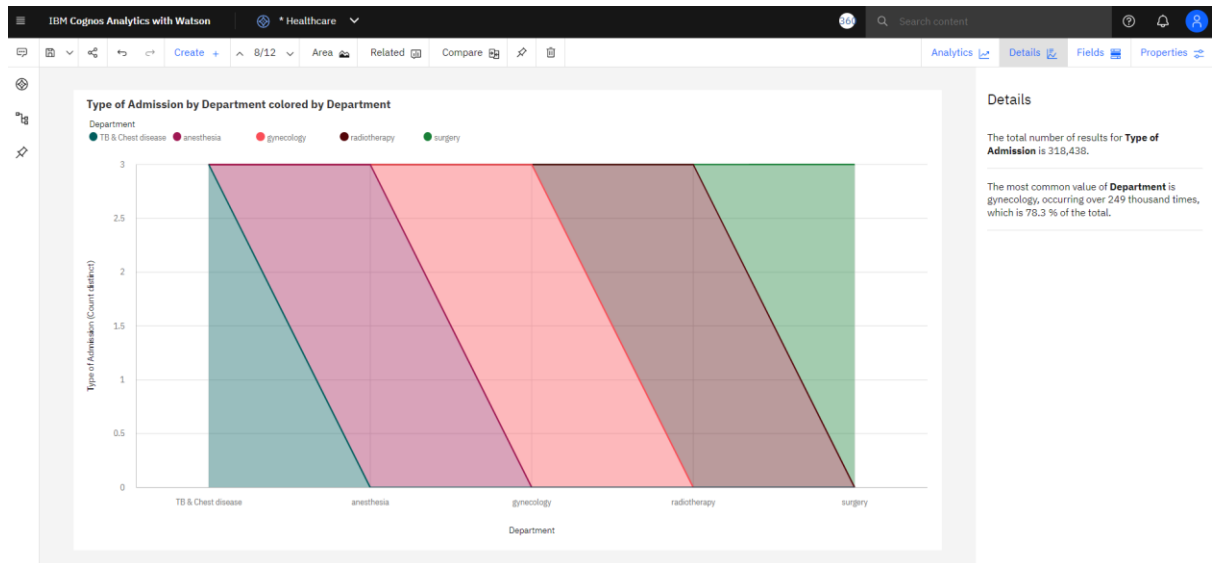 IBM Cognos Analytics with Watson
* Healthcare
360
Search content
Create +
8/12
Area
Related
Compare
Analytics
Details
Fields
Properties
Type of Admission by Department colored by Department
Department
TB & Chest disease
anesthesia
gynecology
radiotherapy
surgery
3
2.5
2
1.5
1
0.5
0
Type of Admission (Count distinct)
TB & Chest disease
anesthesia
gynecology
radiotherapy
surgery
Department
Details
The total number of results for Type of
Admission is 318,438.
The most common value of Department is
gynecology, occurring over 249 thousand times,
which is 78.3 % of the total.